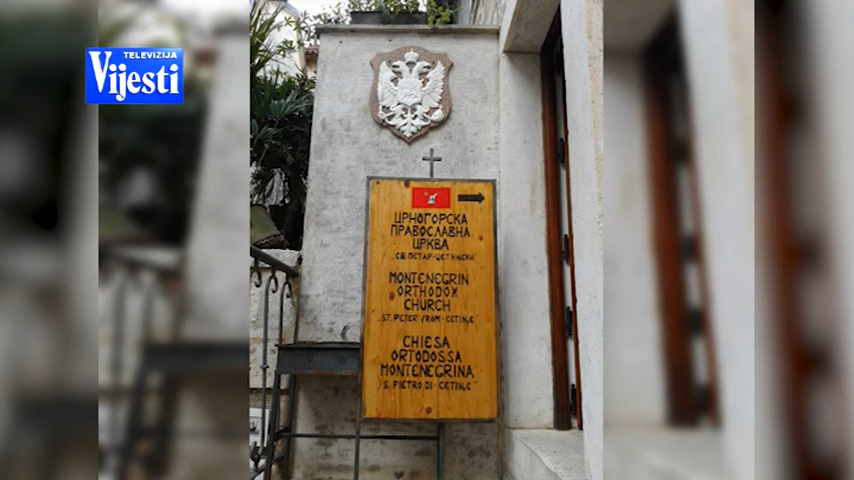 TELEVIZIJA
Vijesti
ЦРНОГОРСКА
ПРАВОСЛАВНА
ЦРКВА
„СВ. ПЕТАР ЦЕТИЊСКИ"
MONTENEGRIN
ORTHODOX
CHURCH
„ST. PETER FROM CETINJE"
CHIESA
ORTODOSSA
MONTENEGRINA
„S. PIETRO DI CETINJE"